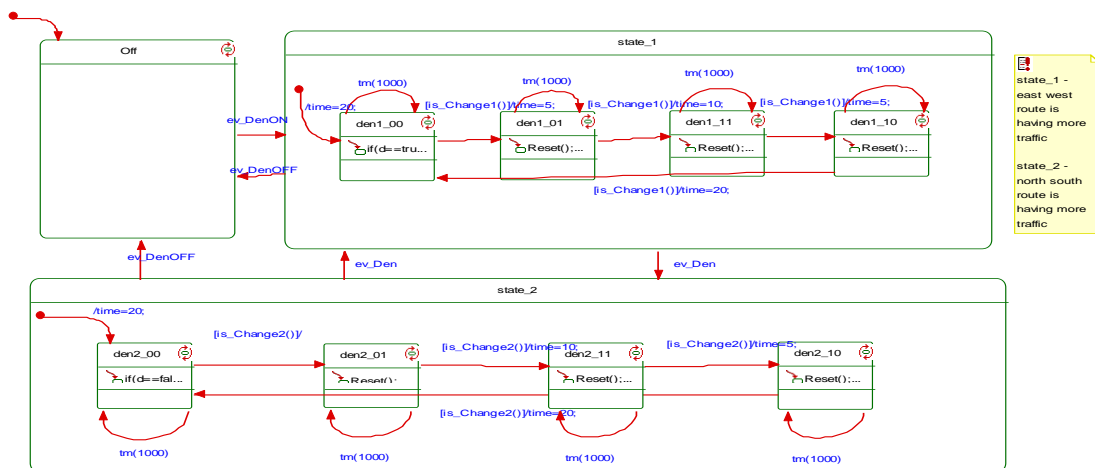 Off
state_1
tm(1000)
tm(1000)
tm(1000)
tm(1000)
/time=20;
[is_Change1()]/time=5;
[is_Change1()]/time=10;
[is_Change1()]/time=5;
den1_00
den1_01
den1_11
den1_10
if(d==tru...
Reset();...
Reset();...
Reset();...
[is_Change1()]/time=20;
ev_DenON
ev_DenOFF
state_1 -
east west
route is
having more
traffic
state_2 -
north south
route is
having more
traffic
ev_DenOFF
ev_Den
ev_Den
state_2
/time=20;
[is_Change2()]/
[is_Change2()]/time=10;
[is_Change2()]/time=5;
den2_00
den2_01
den2_11
den2_10
if(d==fal...
Reset();
Reset();...
Reset();...
[is_Change2()]/time=20;
tm(1000)
tm(1000)
tm(1000)
tm(1000)